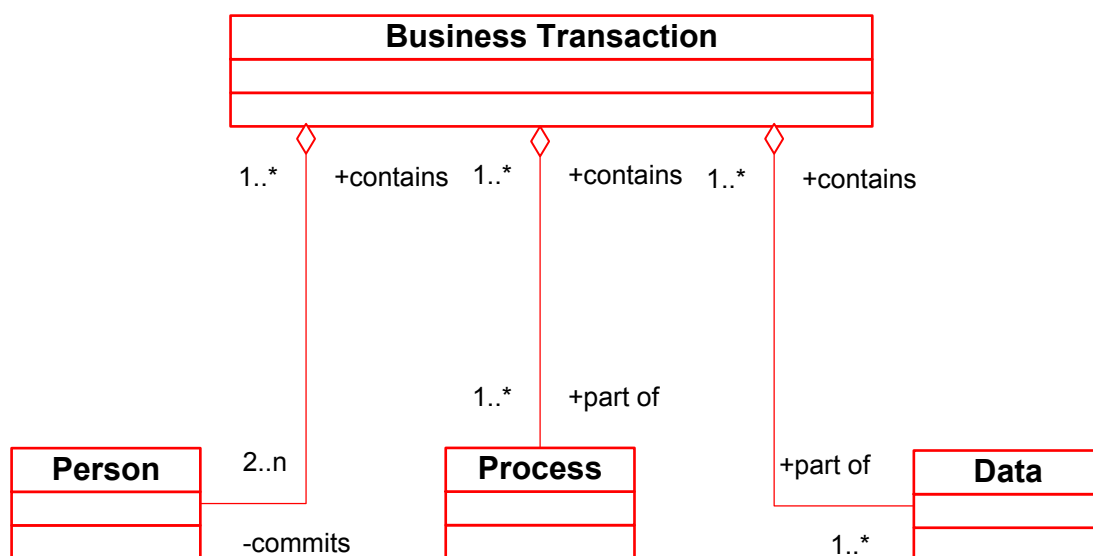 Business Transaction
1..* +contains 1..* +contains 1..* +contains
1..* +part of
Person 2..n Process +part of Data
-commits 1..*